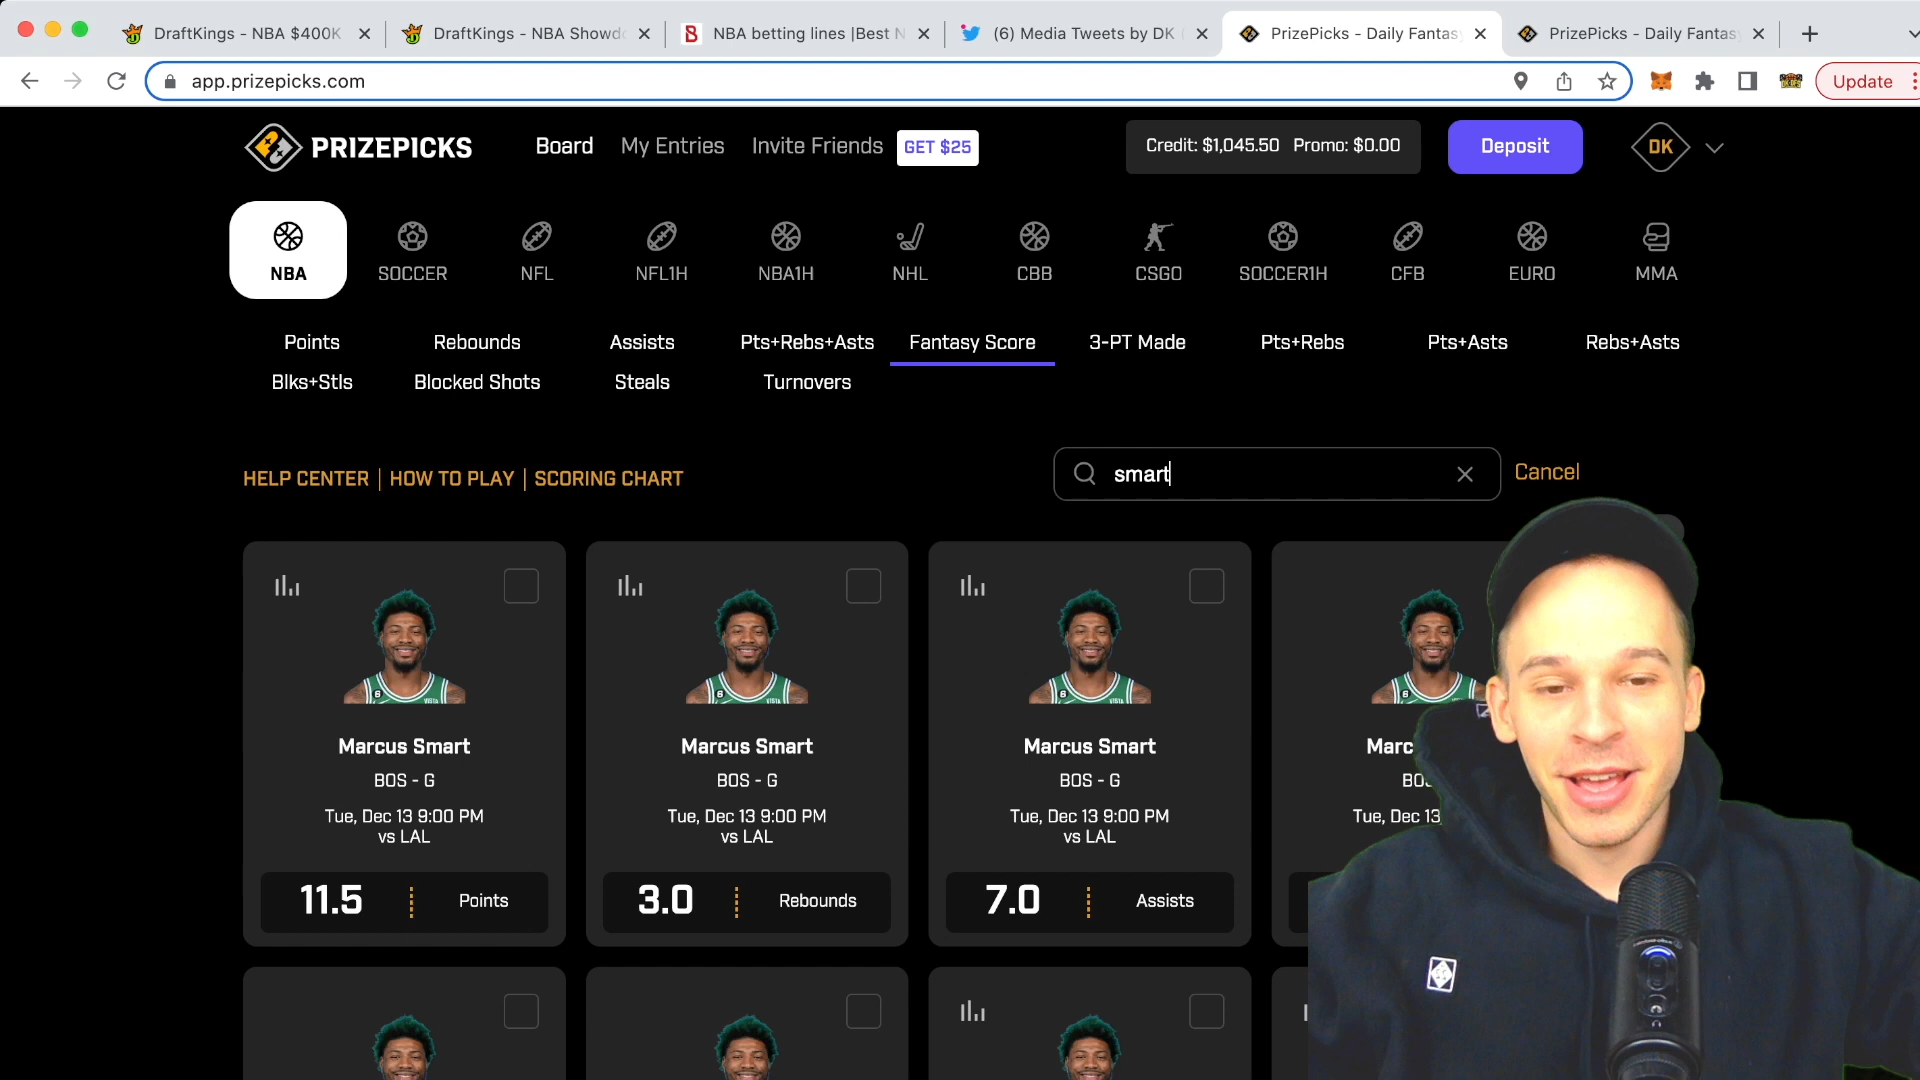 DraftKings - NBA $400K
DraftKings - NBA Showdo
NBA betting lines |Best N
(6) Media Tweets by DK (
PrizePicks - Daily Fantasy
PrizePicks - Daily Fantasy
app.prizepicks.com
Update
PRIZEPICKS
Board
My Entries
Invite Friends
GET $25
Credit: $1,045.50 Promo: $0.00
Deposit
DK
NBA
SOCCER
NFL
NFL1H
NBA1H
NHL
CBB
CSGO
SOCCER1H
CFB
EURO
MMA
Points
Rebounds
Assists
Pts+Rebs+Asts
Fantasy Score
3-PT Made
Pts+Rebs
Pts+Asts
Rebs+Asts
Blks+Stls
Blocked Shots
Steals
Turnovers
HELP CENTER | HOW TO PLAY | SCORING CHART
smart
Cancel
Marcus Smart
BOS - G
Tue, Dec 13 9:00 PM
vs LAL
11.5
Points
Marcus Smart
BOS - G
Tue, Dec 13 9:00 PM
vs LAL
3.0
Rebounds
Marcus Smart
BOS - G
Tue, Dec 13 9:00 PM
vs LAL
7.0
Assists
Marc
BOS
Tue, Dec 13